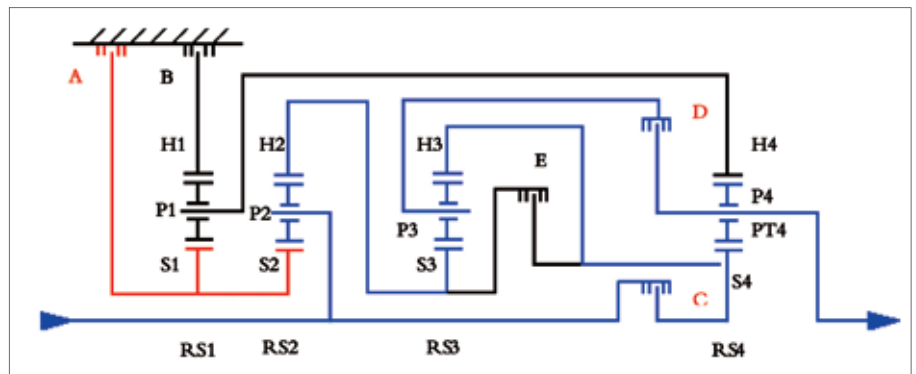 A B D
H1 H2 H3 E H4
P1 P2 P3 P4
PT4
S1 S2 S3 S4
C
RS1 RS2 RS3 RS4